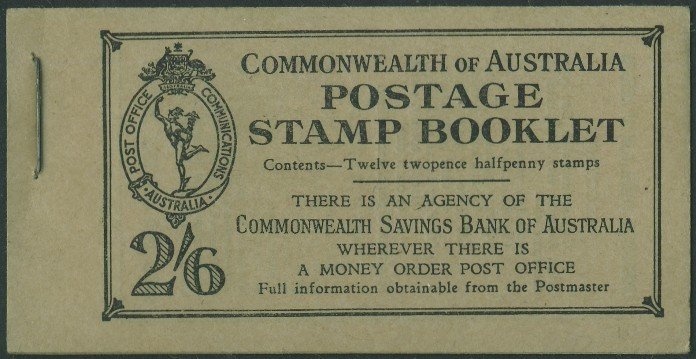 POST OFFICE COMMUNICATIONS
AUSTRALIA
2/6
COMMONWEALTH OF AUSTRALIA
POSTAGE
STAMP BOOKLET
Contents—Twelve twopence halfpenny stamps
THERE IS AN AGENCY OF THE
COMMONWEALTH SAVINGS BANK OF AUSTRALIA
WHEREVER THERE IS
A MONEY ORDER POST OFFICE
Full information obtainable from the Postmaster